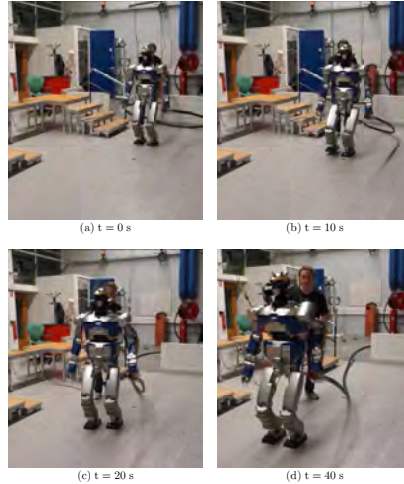 (a) t = 0 s
(b) t = 10 s
(c) t = 20 s
(d) t = 40 s